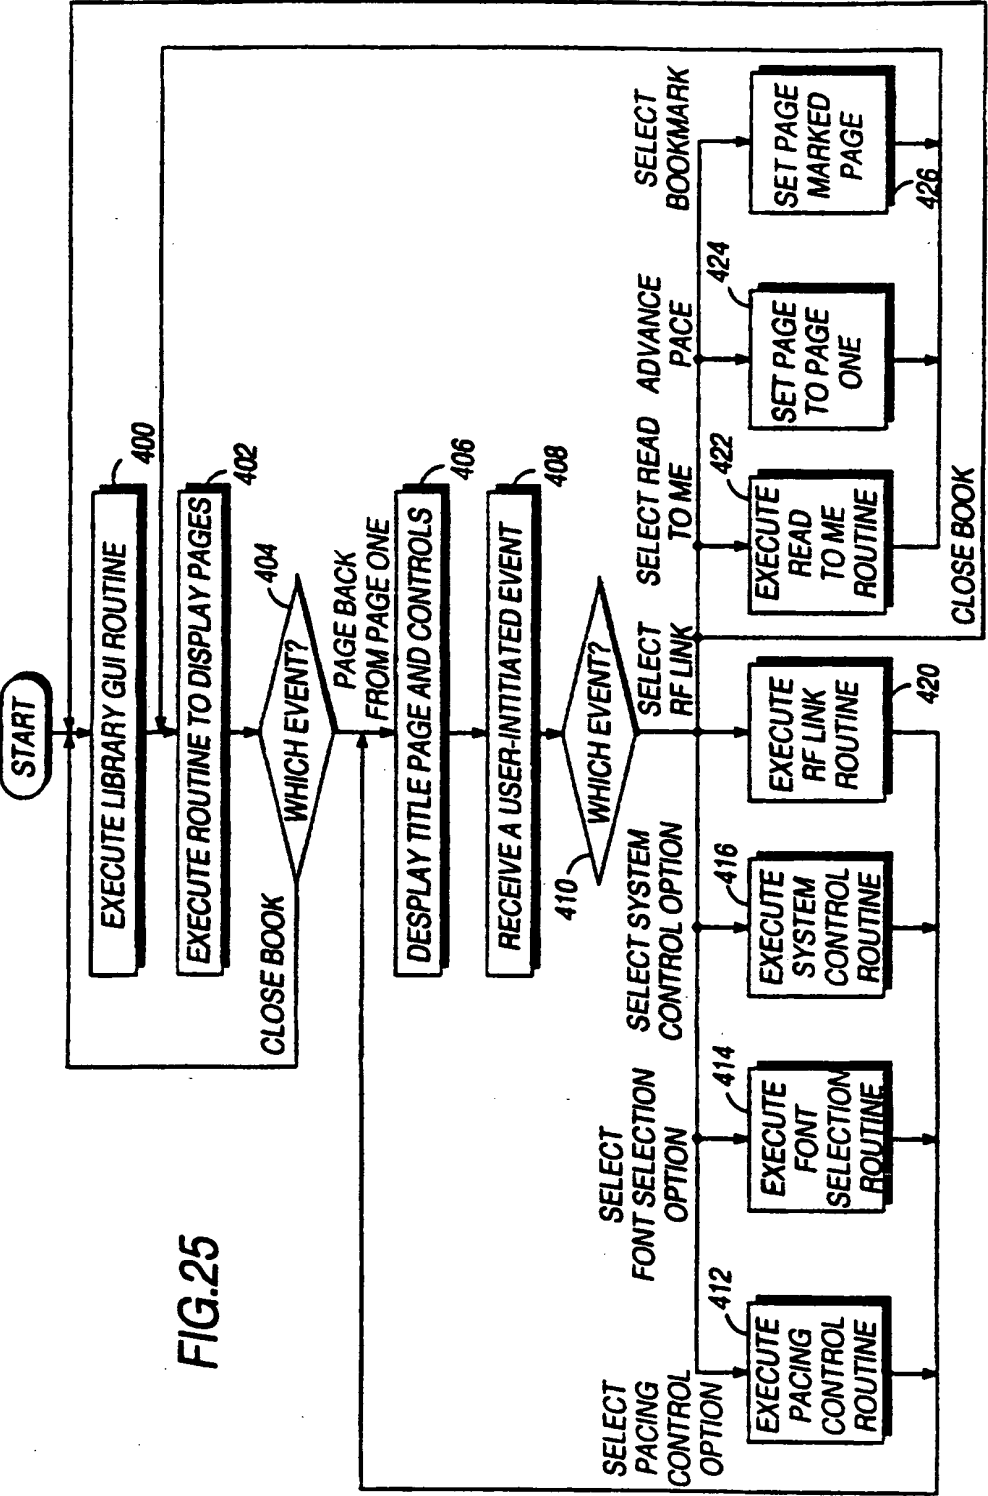 FIG.25
START
EXECUTE LIBRARY GUI ROUTINE
400
EXECUTE ROUTINE TO DISPLAY PAGES
402
WHICH EVENT?
404
CLOSE BOOK
PAGE BACK
FROM PAGE ONE
DESPLAY TITLE PAGE AND CONTROLS
406
RECEIVE A USER-INTITIATED EVENT
408
WHICH EVENT?
410
SELECT
PACING
CONTROL
OPTION
SELECT
FONT SELECTION
OPTION
SELECT SYSTEM
CONTROL OPTION
SELECT
RF LINK
SELECT READ
TO ME
ADVANCE
PACE
SELECT
BOOKMARK
EXECUTE
PACING
CONTROL
ROUTINE
412
EXECUTE
FONT
SELECTION
ROUTINE
414
EXECUTE
SYSTEM
CONTROL
ROUTINE
416
EXECUTE
RF LINK
ROUTINE
420
EXECUTE
READ
TO ME
ROUTINE
422
SET PAGE
TO PAGE
ONE
424
SET PAGE
MARKED
PAGE
426
CLOSE BOOK